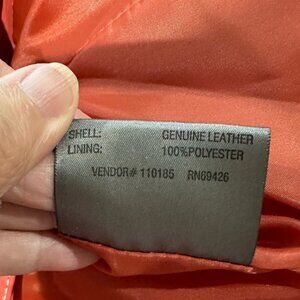 SHELL: GENUINE LEATHER
LINING: 100%POLYESTER
VENDOR# 110185 RN69426